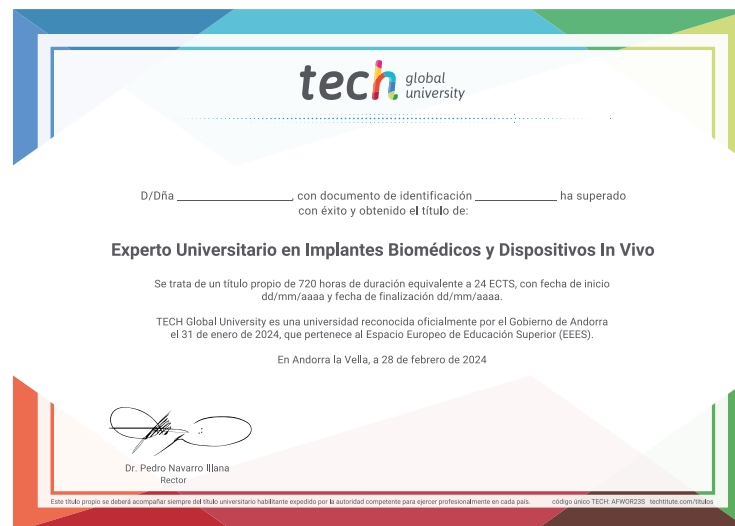 tech global university
D/Dña ____________________, con documento de identificación ______________ ha superado
con éxito y obtenido el título de:
Experto Universitario en Implantes Biomédicos y Dispositivos In Vivo
Se trata de un título propio de 720 horas de duración equivalente a 24 ECTS, con fecha de inicio
dd/mm/aaaa y fecha de finalización dd/mm/aaaa.
TECH Global University es una universidad reconocida oficialmente por el Gobierno de Andorra
el 31 de enero de 2024, que pertenece al Espacio Europeo de Educación Superior (EEES).
En Andorra la Vella, a 28 de febrero de 2024
Dr. Pedro Navarro Illana
Rector
Este título propio se deberá acompañar siempre del título universitario habilitante expedido por la autoridad competente para ejercer profesionalmente en cada país. código único TECH: AFWOR23S techtitute.com/titulos